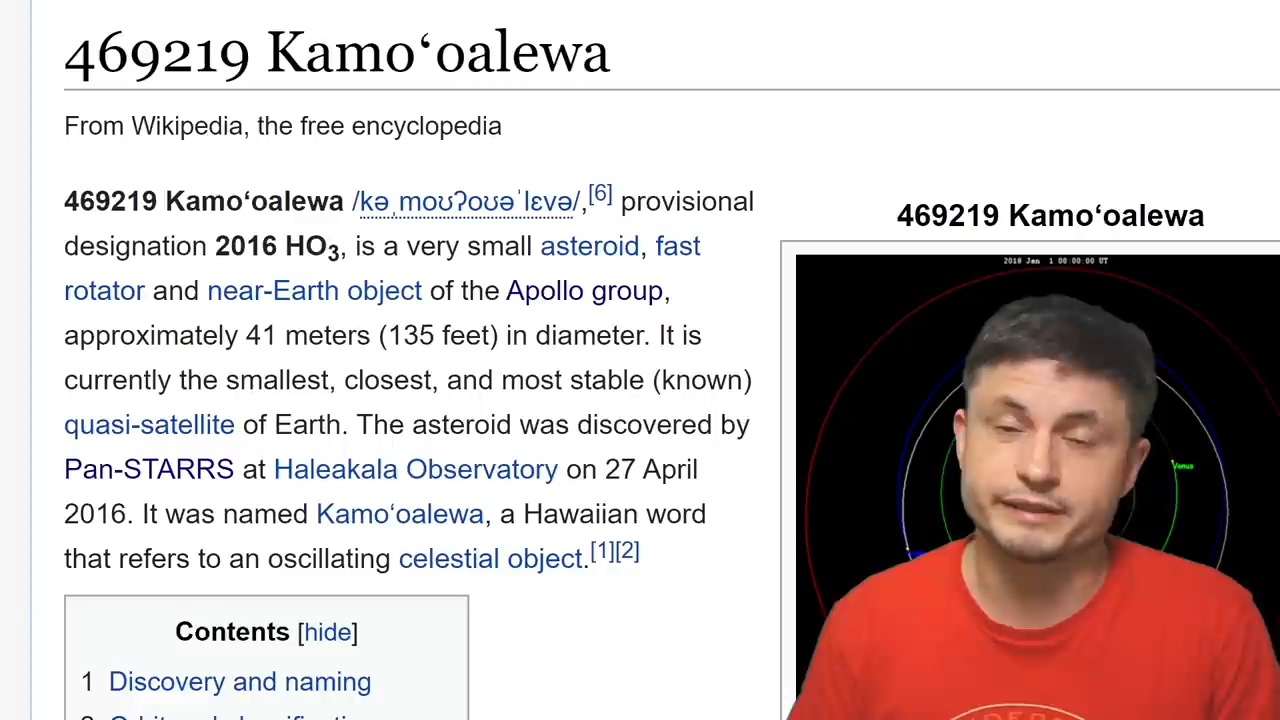 469219 Kamoʻoalewa
From Wikipedia, the free encyclopedia
469219 Kamoʻoalewa /kəˌmoʊʔoʊəˈlɛvə/,[6] provisional
designation 2016 HO3, is a very small asteroid, fast
rotator and near-Earth object of the Apollo group,
approximately 41 meters (135 feet) in diameter. It is
currently the smallest, closest, and most stable (known)
quasi-satellite of Earth. The asteroid was discovered by
Pan-STARRS at Haleakala Observatory on 27 April
2016. It was named Kamoʻoalewa, a Hawaiian word
that refers to an oscillating celestial object.[1][2]
Contents [hide]
1 Discovery and naming
469219 Kamoʻoalewa
2018 Jan 1 00:00:00 UT
Venus